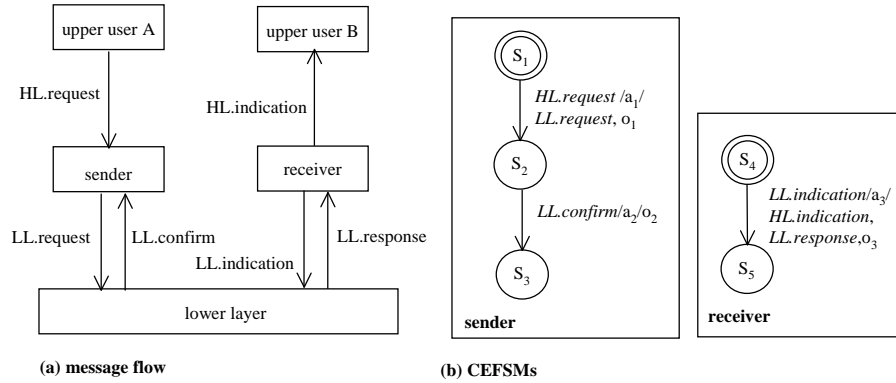 upper user A
upper user B
HL.request
HL.indication
sender
receiver
LL.request
LL.confirm
LL.indication
LL.response
lower layer
(a) message flow
S1
HL.request /a1/
LL.request, o1
S2
LL.confirm/a2/o2
S3
sender
S4
LL.indication/a3/
HL.indication,
LL.response,o3
S5
receiver
(b) CEFSMs